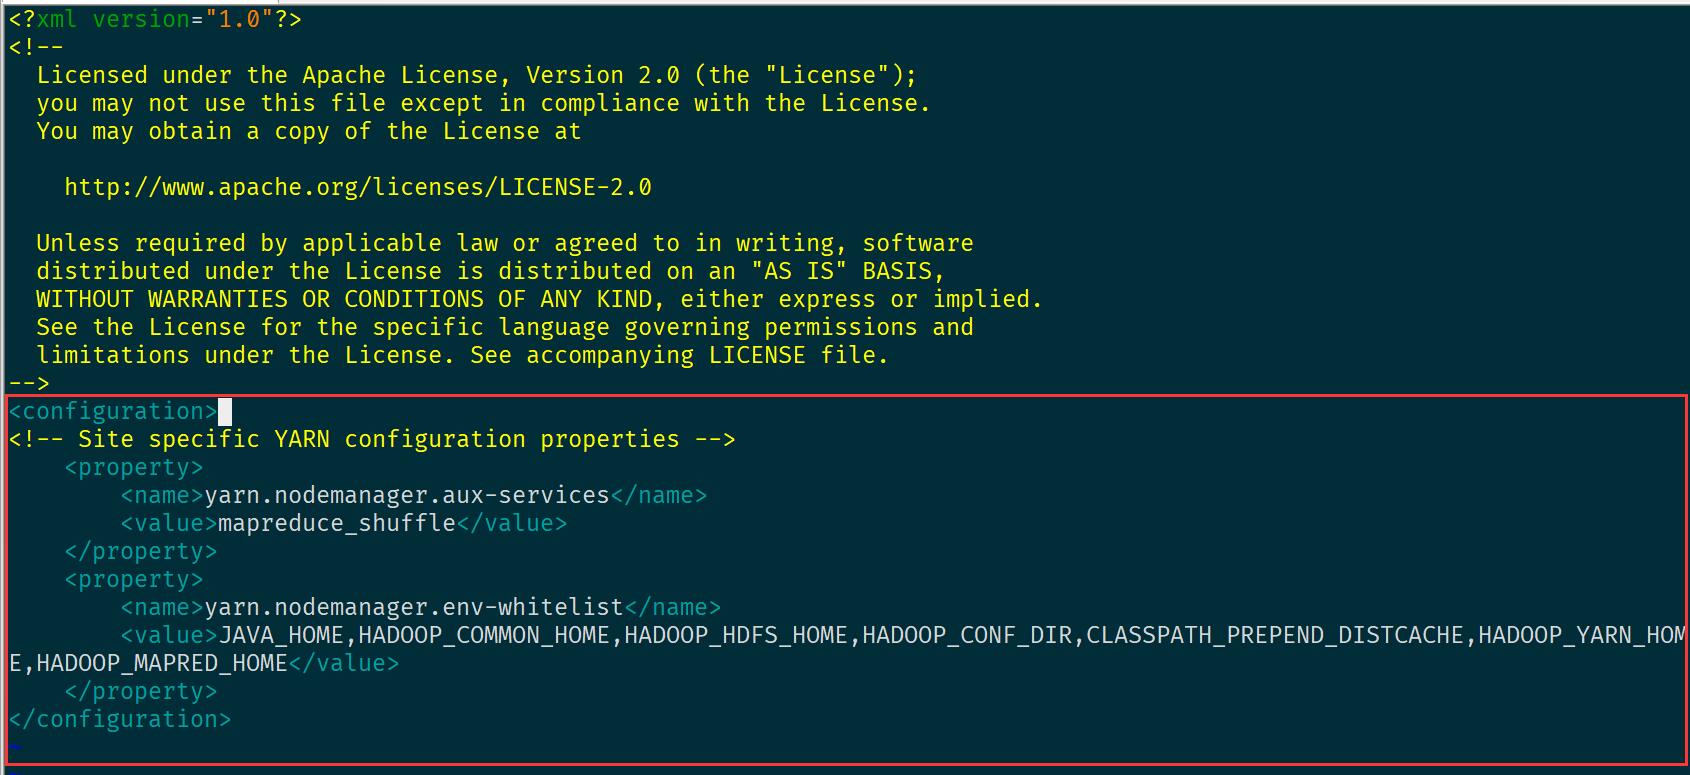 <?xml version="1.0"?>
<!--
  Licensed under the Apache License, Version 2.0 (the "License");
  you may not use this file except in compliance with the License.
  You may obtain a copy of the License at

    http://www.apache.org/licenses/LICENSE-2.0

  Unless required by applicable law or agreed to in writing, software
  distributed under the License is distributed on an "AS IS" BASIS,
  WITHOUT WARRANTIES OR CONDITIONS OF ANY KIND, either express or implied.
  See the License for the specific language governing permissions and
  limitations under the License. See accompanying LICENSE file.
-->
<configuration>
<!-- Site specific YARN configuration properties -->
    <property>
        <name>yarn.nodemanager.aux-services</name>
        <value>mapreduce_shuffle</value>
    </property>
    <property>
        <name>yarn.nodemanager.env-whitelist</name>
        <value>JAVA_HOME,HADOOP_COMMON_HOME,HADOOP_HDFS_HOME,HADOOP_CONF_DIR,CLASSPATH_PREPEND_DISTCACHE,HADOOP_YARN_HOM
E,HADOOP_MAPRED_HOME</value>
    </property>
</configuration>
~